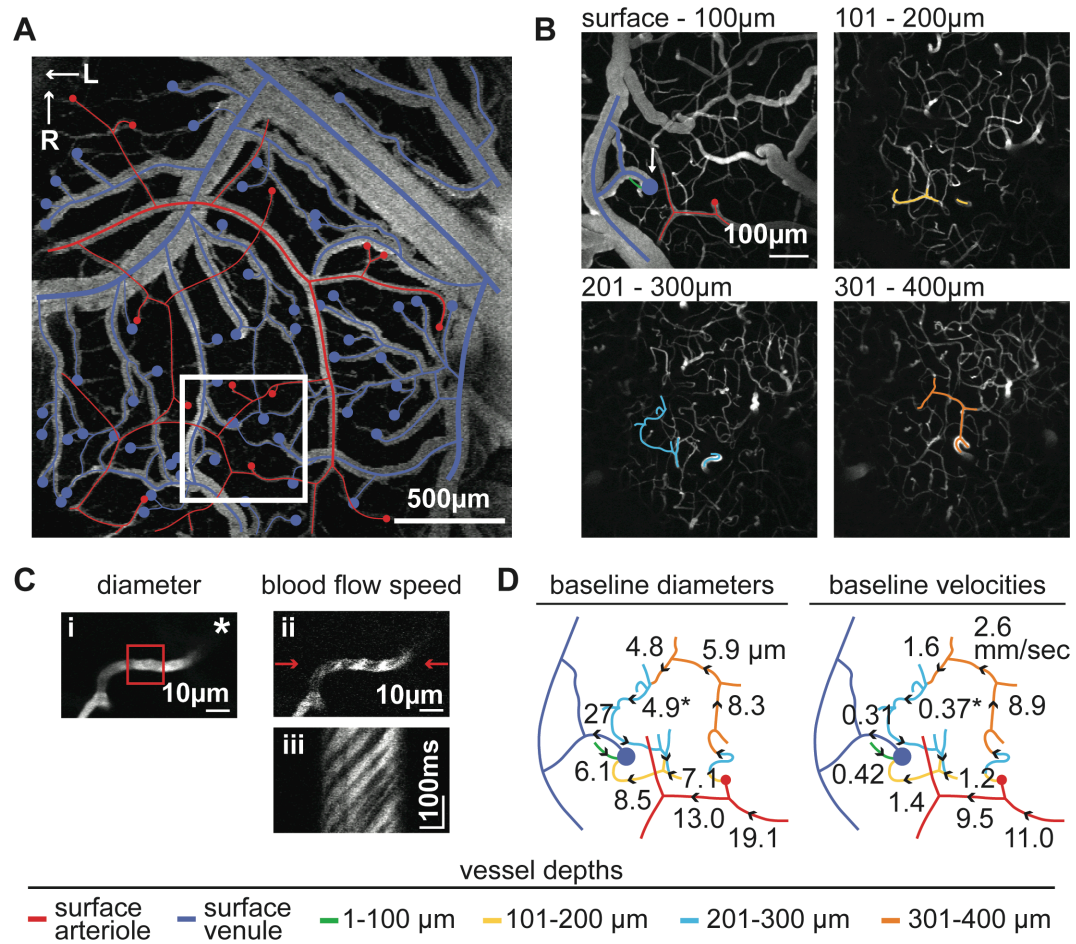 A
L
R
500µm
B
surface - 100µm
101 - 200µm
100µm
201 - 300µm
301 - 400µm
C
diameter
blood flow speed
i
*
10µm
ii
10µm
iii
100ms
D
baseline diameters
baseline velocities
4.8
5.9 µm
27
4.9*
8.3
6.1
7.1
8.5
13.0
19.1
1.6
2.6
mm/sec
0.31
0.37*
8.9
0.42
1.2
1.4
9.5
11.0
vessel depths
surface
arteriole
surface
venule
1-100 µm
101-200 µm
201-300 µm
301-400 µm